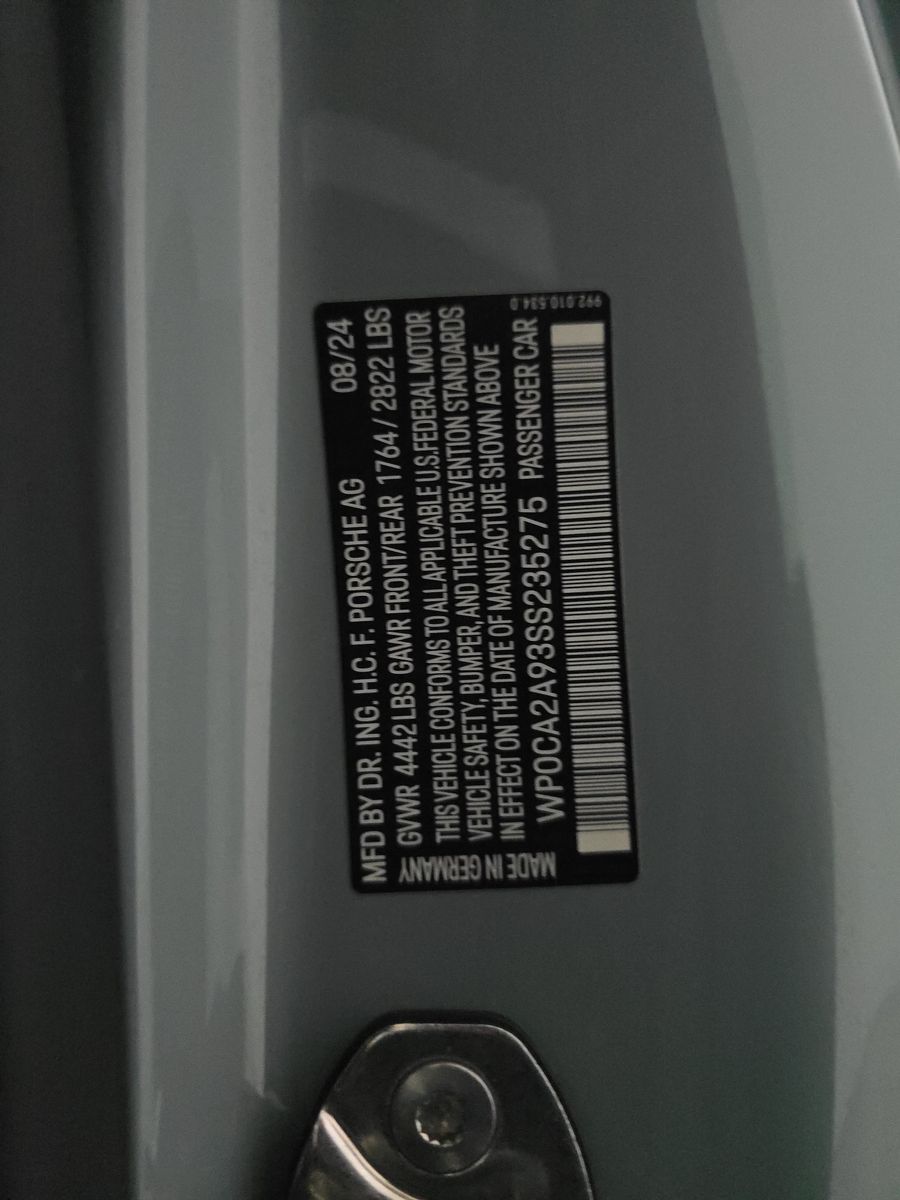 MFD BY DR. ING. H.C. F. PORSCHE AG 08/24
GVWR 4442 LBS GAWR FRONT/REAR 1764 / 2822 LBS
THIS VEHICLE CONFORMS TO ALL APPLICABLE U.S. FEDERAL MOTOR
VEHICLE SAFETY, BUMPER, AND THEFT PREVENTION STANDARDS
IN EFFECT ON THE DATE OF MANUFACTURE SHOWN ABOVE
WP0CA2A93SS235275 PASSENGER CAR
MADE IN GERMANY
992.010.534.0